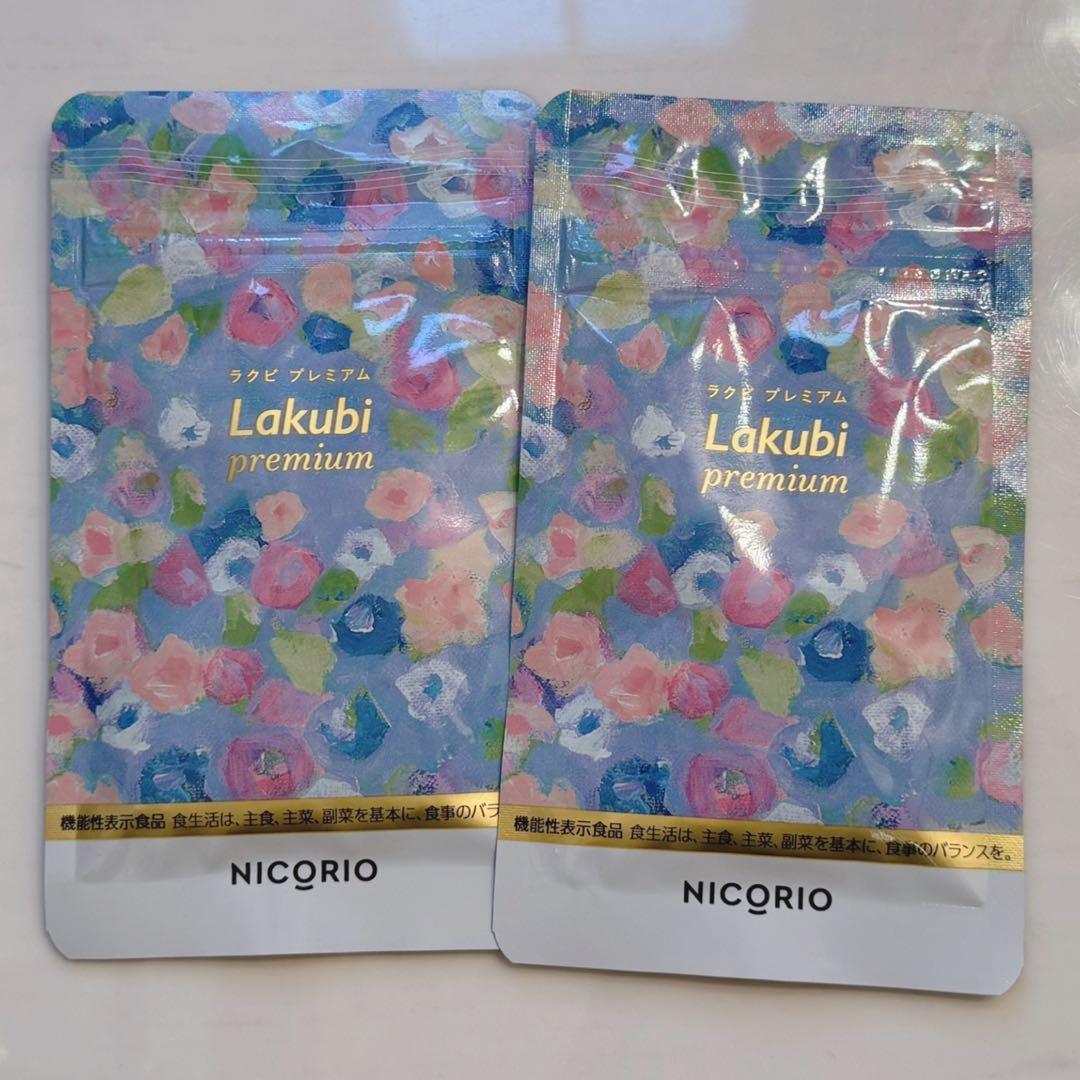 ラクビ プレミアム
Lakubi
premium
機能性表示食品 食生活は、主食、主菜、副菜を基本に、食事のバラ
NICORIO
ラクビ プレミアム
Lakubi
premium
機能性表示食品 食生活は、主食、主菜、副菜を基本に、食事のバランスを。
NICORIO